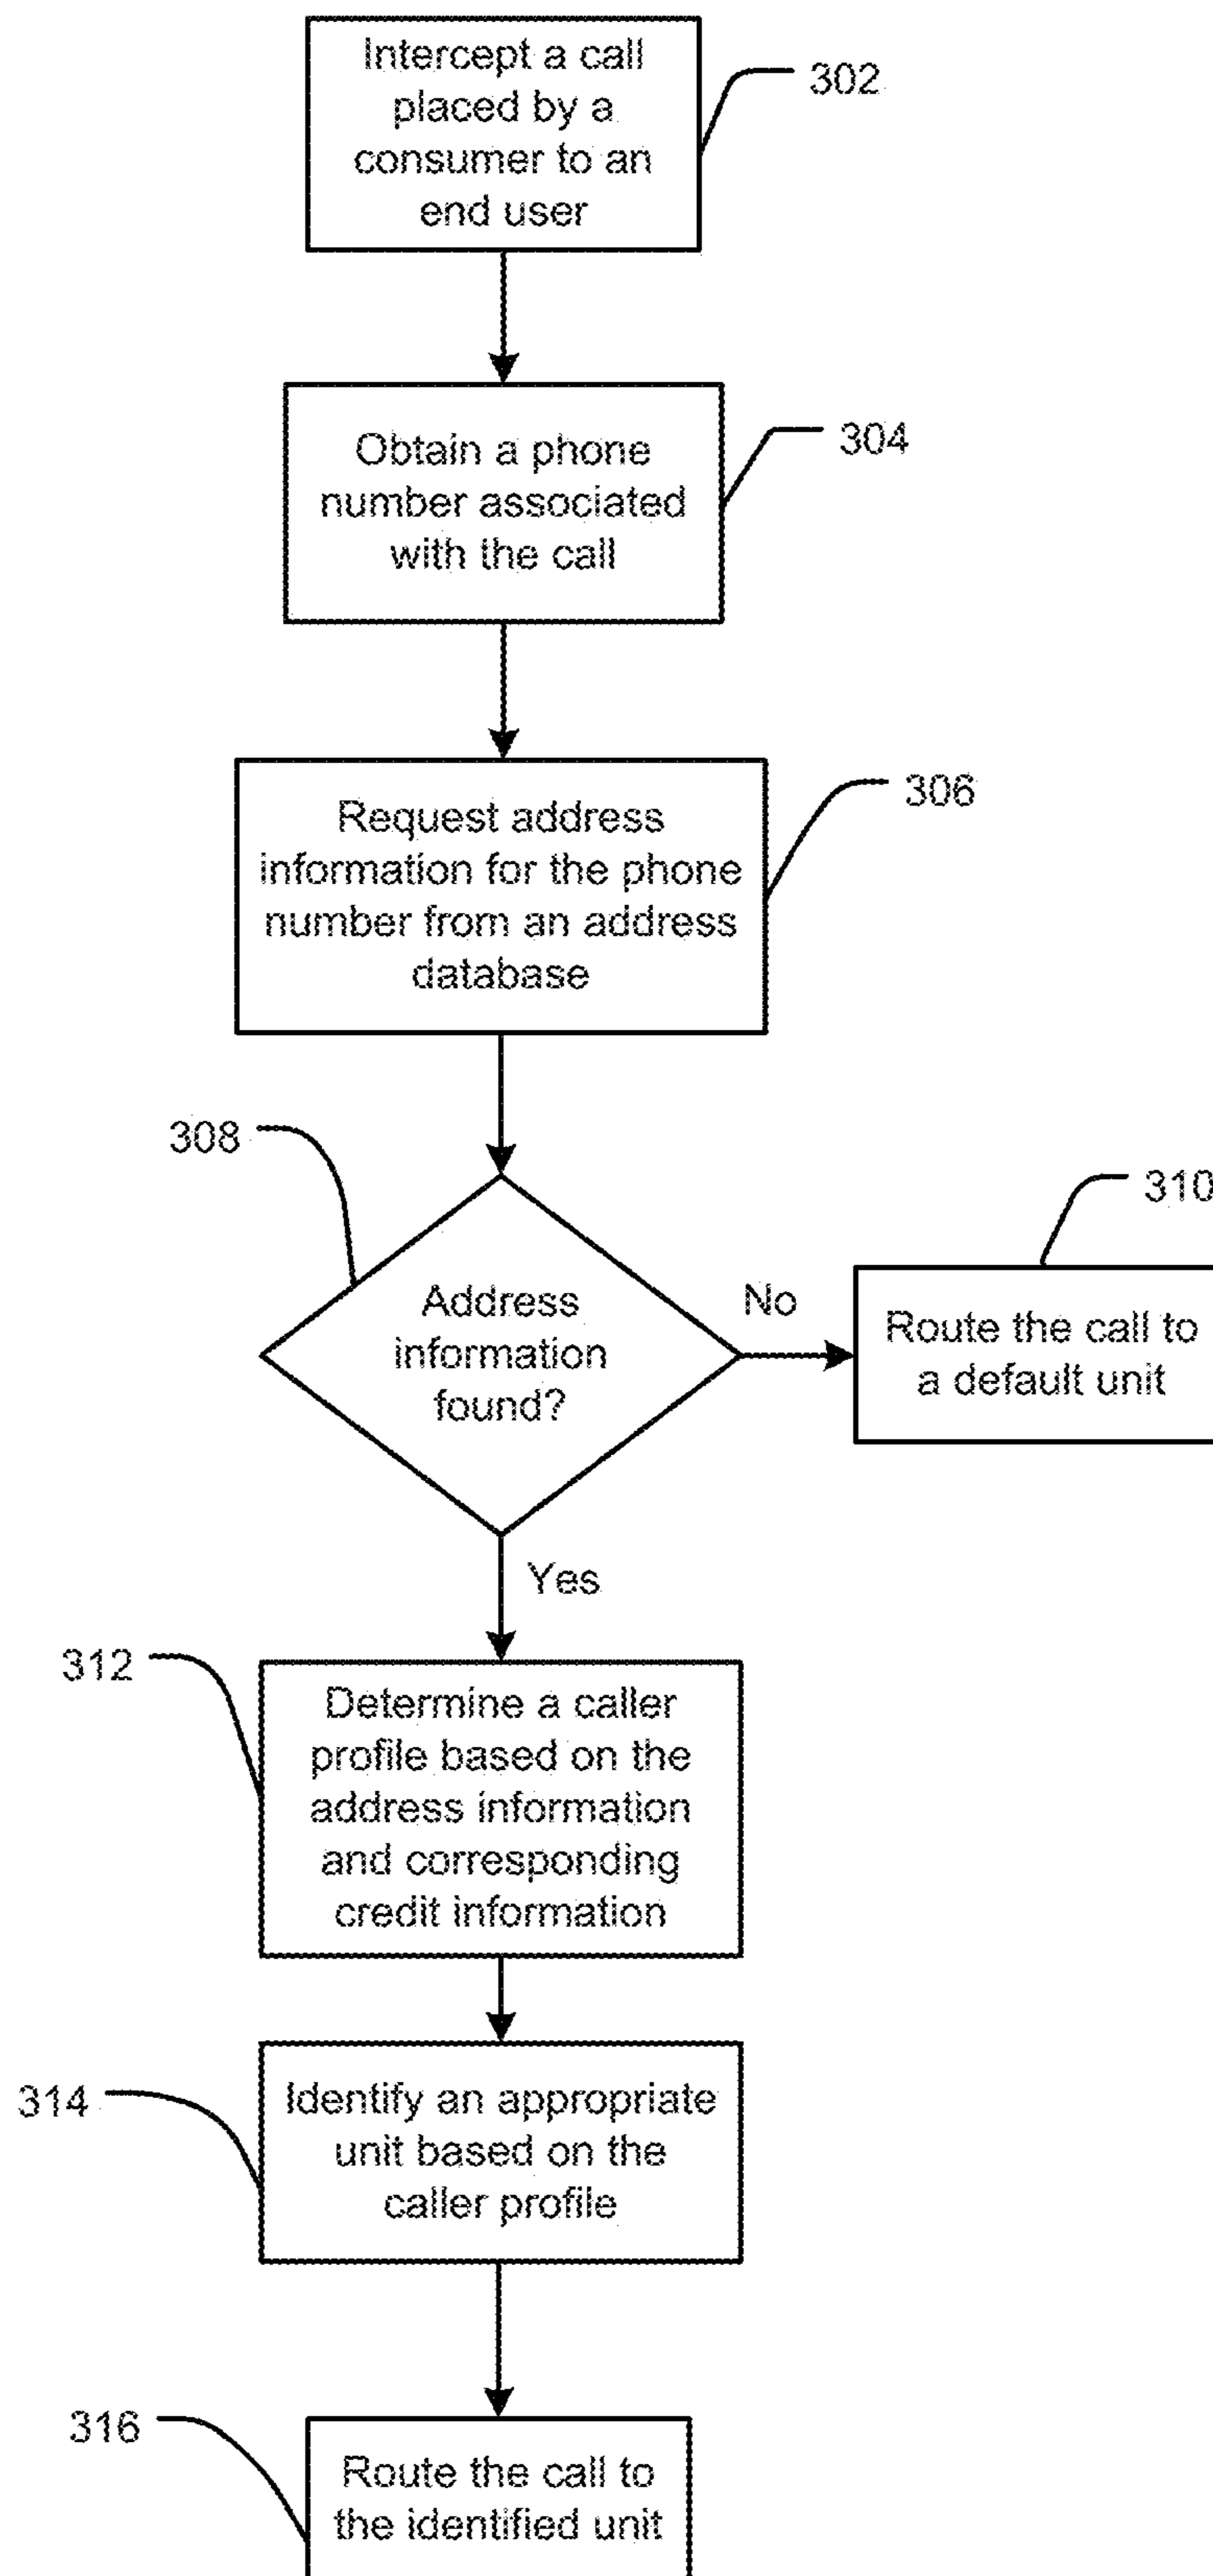 Intercept a call
placed by a
consumer to an
end user
302
Obtain a phone
number associated
with the call
304
Request address
information for the phone
number from an address
database
306
308
Address
information
found?
No
310
Route the call to
a default unit
Yes
312
Determine a caller
profile based on the
address information
and corresponding
credit information
314
Identify an appropriate
unit based on the
caller profile
316
Route the call to
the identified unit